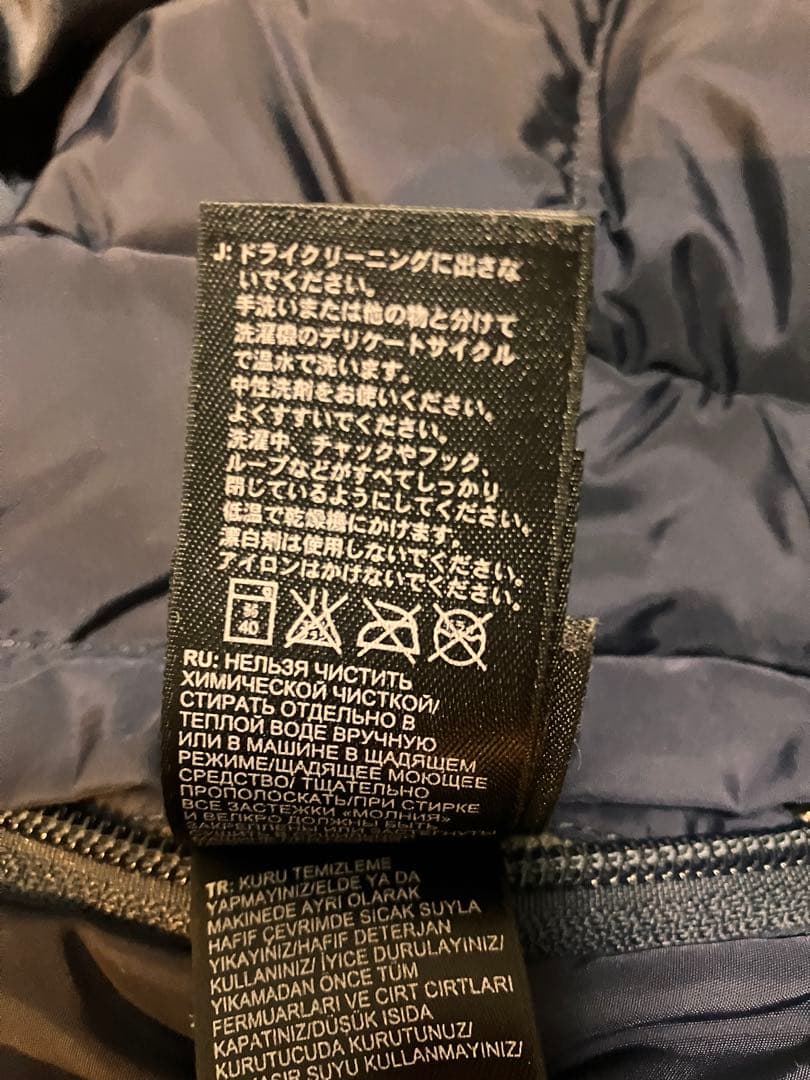 J: ドライクリーニングに出さな
いでください。
手洗いまたは他の物と分けて
洗濯機のデリケートサイクル
で温水で洗います。
中性洗剤をお使いください。
よくすすいでください。
洗濯中、チャックやフック、
ループなどがすべてしっかり
閉じているようにしてください。
低温で乾燥機にかけます。
漂白剤は使用しないでください。
アイロンはかけないでください。
40
RU: НЕЛЬЗЯ ЧИСТИТЬ
ХИМИЧЕСКОЙ ЧИСТКОЙ/
СТИРАТЬ ОТДЕЛЬНО В
ТЕПЛОЙ ВОДЕ ВРУЧНУЮ
ИЛИ В МАШИНЕ В ЩАДЯЩЕМ
РЕЖИМЕ/ЩАДЯЩЕЕ МОЮЩЕЕ
СРЕДСТВО/ ТЩАТЕЛЬНО
ПРОПОЛОСКАТЬ/ПРИ СТИРКЕ
ВСЕ ЗАСТЕЖКИ «МОЛНИЯ»
И ВЕЛКРО ДОЛЖНЫ БЫТЬ
ЗАКРЕПЛЕНЫ ИЛИ
TR: KURU TEMIZLEME
YAPMAYINIZ/ELDE YA DA
MAKINEDE AYRI OLARAK
HAFIF ÇEVRIMDE SICAK SUYLA
YIKAYINIZ/HAFIF DETERJAN
KULLANINIZ/ IYICE DURULAYINIZ/
YIKAMADAN ÖNCE TÜM
FERMUARLARI VE CIRT CIRTLARI
KAPATINIZ/DÜŞÜK ISIDA
KURUTUCUDA KURUTUNUZ/
SUYU KULLANMAYINIZ/